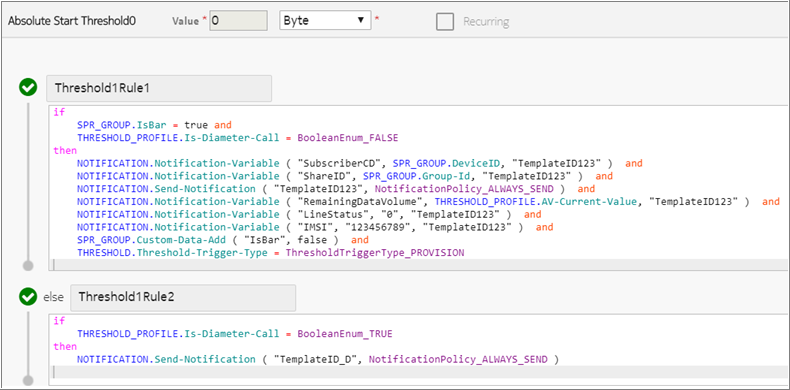 Absolute Start Threshold0 Value * 0 Byte * Recurring
Threshold1Rule1
if
SPR_GROUP.IsBar = true and
THRESHOLD_PROFILE.Is-Diameter-Call = BooleanEnum_FALSE
then
NOTIFICATION.Notification-Variable ( "SubscriberCD", SPR_GROUP.DeviceID, "TemplateID123" ) and
NOTIFICATION.Notification-Variable ( "ShareID", SPR_GROUP.Group-Id, "TemplateID123" ) and
NOTIFICATION.Send-Notification ( "TemplateID123", NotificationPolicy_ALWAYS_SEND ) and
NOTIFICATION.Notification-Variable ( "RemainingDataVolume", THRESHOLD_PROFILE.AV-Current-Value, "TemplateID123" ) and
NOTIFICATION.Notification-Variable ( "LineStatus", "0", "TemplateID123" ) and
NOTIFICATION.Notification-Variable ( "IMSI", "123456789", "TemplateID123" ) and
SPR_GROUP.Custom-Data-Add ( "IsBar", false ) and
THRESHOLD.Threshold-Trigger-Type = ThresholdTriggerType_PROVISION
else Threshold1Rule2
if
THRESHOLD_PROFILE.Is-Diameter-Call = BooleanEnum_TRUE
then
NOTIFICATION.Send-Notification ( "TemplateID_D", NotificationPolicy_ALWAYS_SEND )